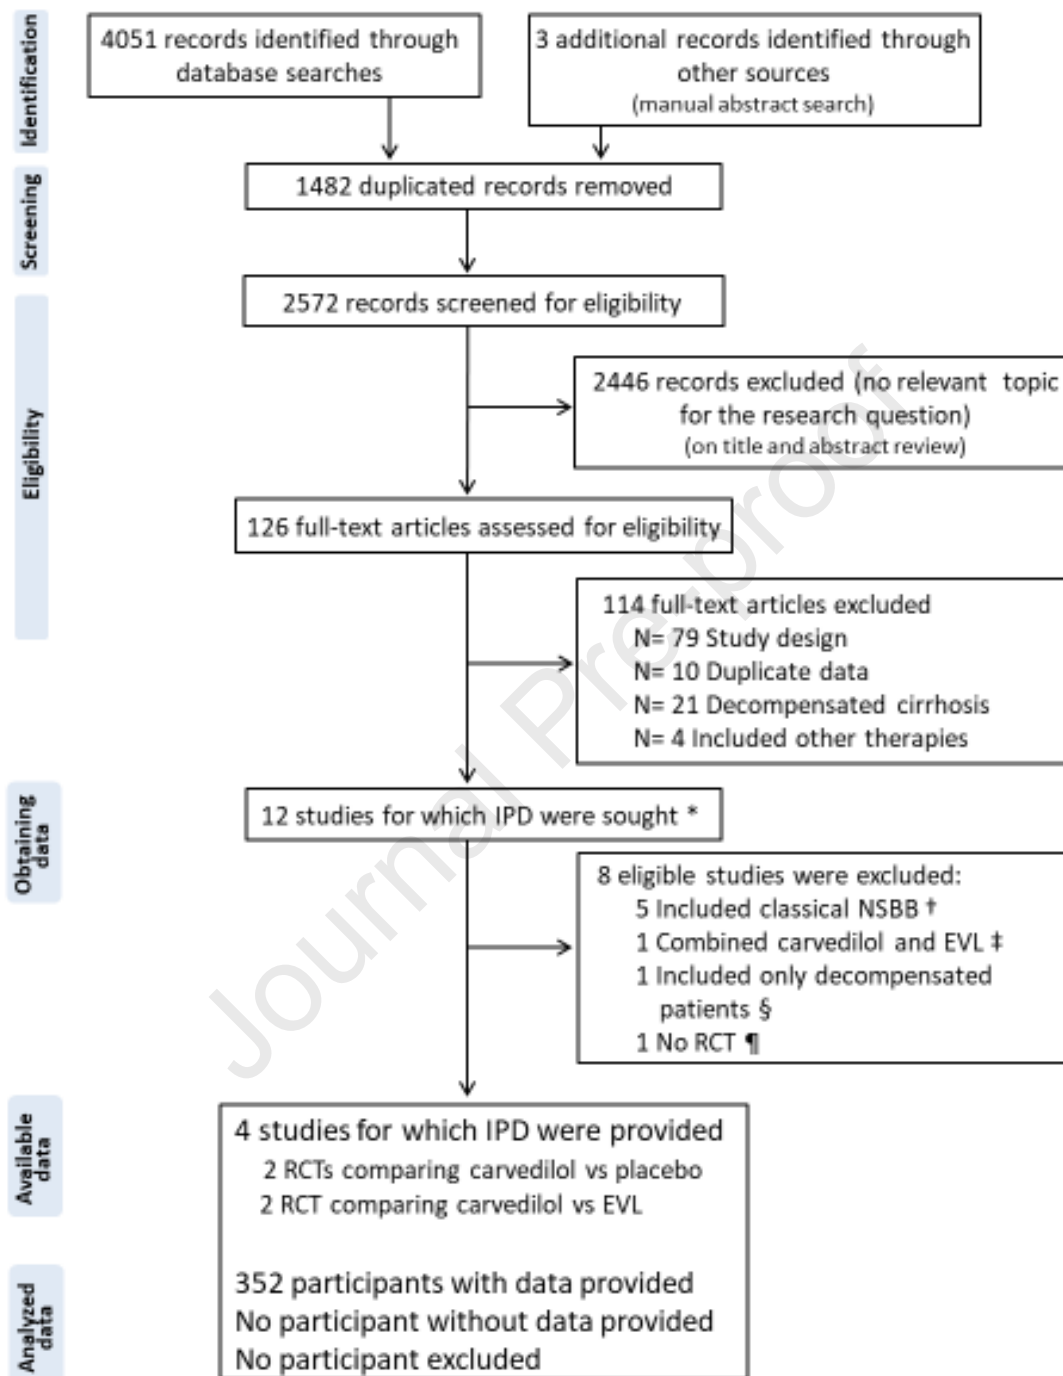 Identification
4051 records identified through
database searches
3 additional records identified through
other sources
(manual abstract search)
Screening
1482 duplicated records removed
2572 records screened for eligibility
Eligibility
2446 records excluded (no relevant topic
for the research question)
(on title and abstract review)
126 full-text articles assessed for eligibility
114 full-text articles excluded
N= 79 Study design
N= 10 Duplicate data
N= 21 Decompensated cirrhosis
N= 4 Included other therapies
Obtaining
data
12 studies for which IPD were sought *
8 eligible studies were excluded:
5 Included classical NSBB †
1 Combined carvedilol and EVL ‡
1 Included only decompensated
patients §
1 No RCT ¶
Available
data
4 studies for which IPD were provided
2 RCTs comparing carvedilol vs placebo
2 RCT comparing carvedilol vs EVL
Analyzed
data
352 participants with data provided
No participant without data provided
No participant excluded
Journal Pre-proof